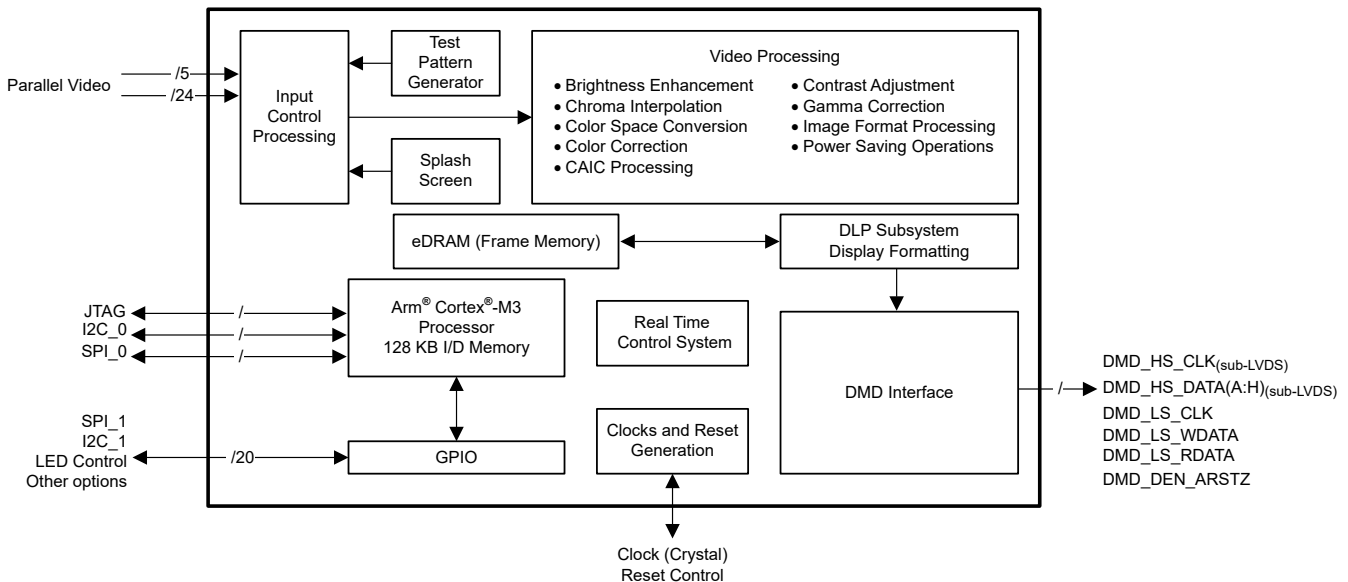 Parallel Video
/5
/24
Input
Control
Processing
Test
Pattern
Generator
Splash
Screen
Video Processing
• Brightness Enhancement
• Chroma Interpolation
• Color Space Conversion
• Color Correction
• CAIC Processing
• Contrast Adjustment
• Gamma Correction
• Image Format Processing
• Power Saving Operations
eDRAM (Frame Memory)
DLP Subsystem
Display Formatting
JTAG
/
I2C_0
/
SPI_0
/
Arm® Cortex®-M3
Processor
128 KB I/D Memory
Real Time
Control System
DMD Interface
/
DMD_HS_CLK(sub-LVDS)
DMD_HS_DATA(A:H)(sub-LVDS)
DMD_LS_CLK
DMD_LS_WDATA
DMD_LS_RDATA
DMD_DEN_ARSTZ
SPI_1
I2C_1
LED Control
Other options
/20
GPIO
Clocks and Reset
Generation
Clock (Crystal)
Reset Control